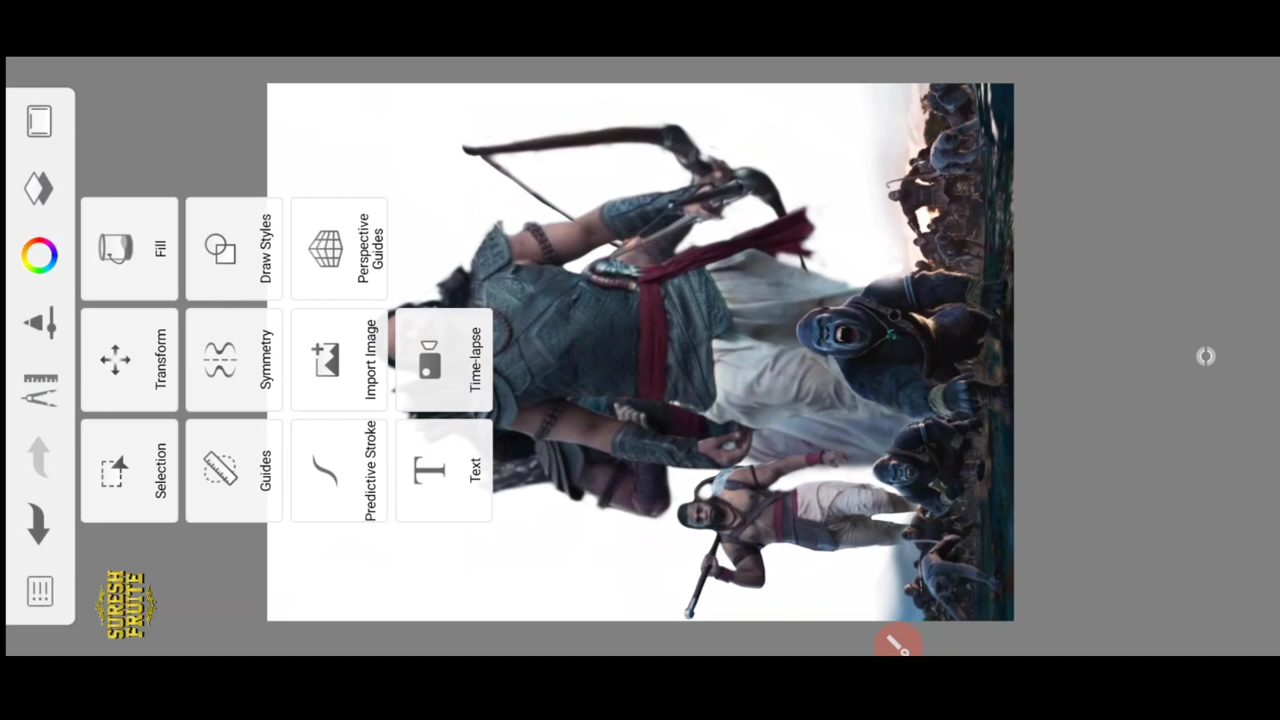 SURESH
FRUITE
Selection
Transform
Fill
Guides
Symmetry
Draw Styles
Predictive Stroke
Import Image
Perspective
Guides
Text
Time-lapse